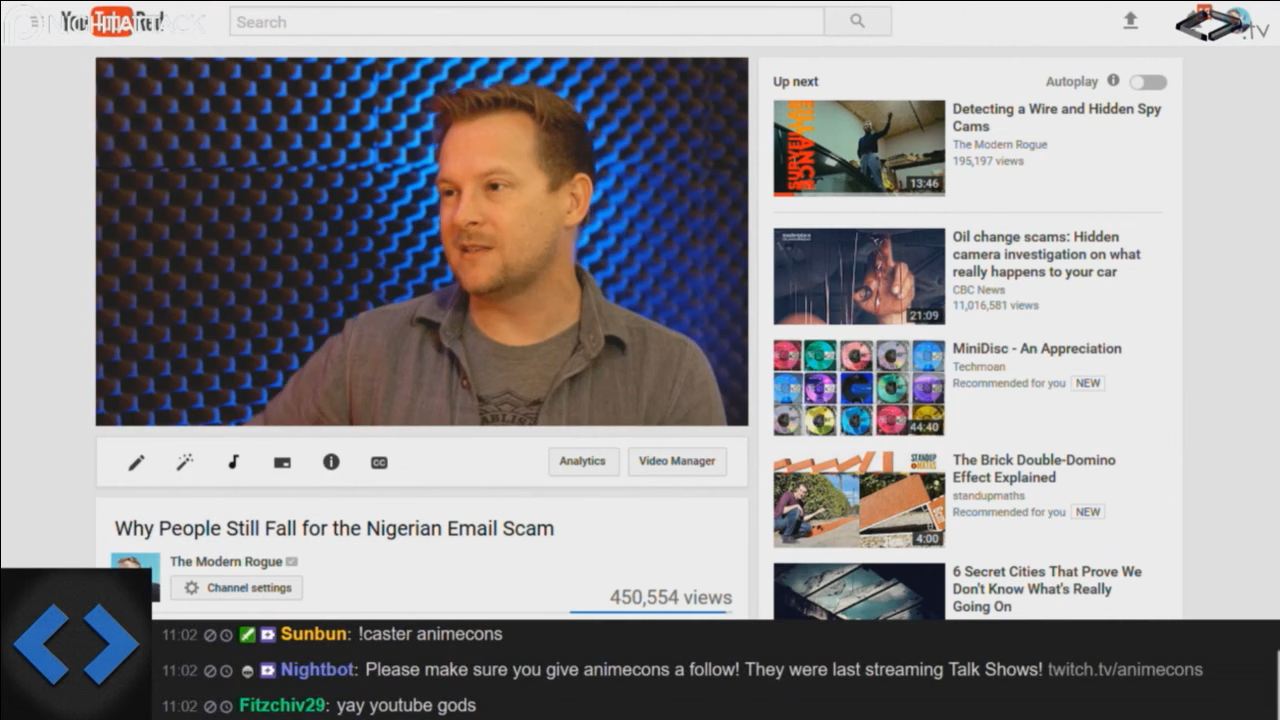 YouTube Red
Search
.TV
Up next
Autoplay
Detecting a Wire and Hidden Spy
Cams
The Modern Rogue
195,197 views
13:46
Oil change scams: Hidden
camera investigation on what
really happens to your car
CBC News
11,016,581 views
21:09
MiniDisc - An Appreciation
Techmoan
Recommended for you NEW
44:40
STANDUP
MATHS
The Brick Double-Domino
Effect Explained
standupmaths
Recommended for you NEW
4:00
6 Secret Cities That Prove We
Don't Know What's Really
Going On
CC
Analytics
Video Manager
Why People Still Fall for the Nigerian Email Scam
The Modern Rogue
Channel settings
450,554 views
11:02 Sunbun: !caster animecons
11:02 Nightbot: Please make sure you give animecons a follow! They were last streaming Talk Shows! twitch.tv/animecons
11:02 Fitzchiv29: yay youtube gods